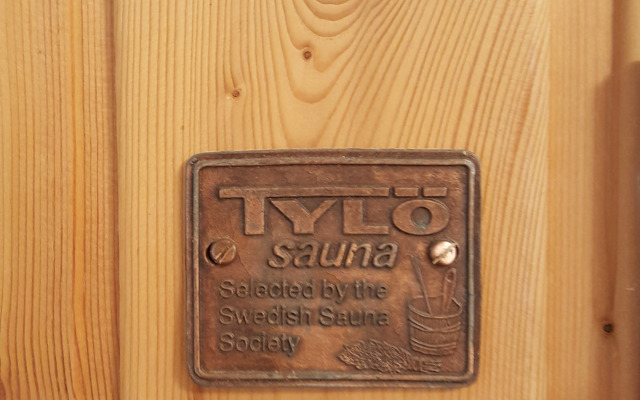 TYLÖ
sauna
Selected by the
Swedish Sauna
Society